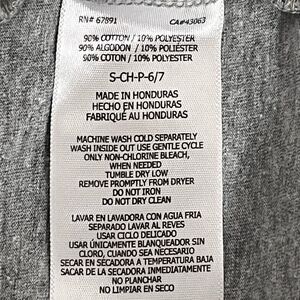 RN# 67891 CA#43063
90% COTTON / 10% POLYESTER
90% ALGODON / 10% POLIÉSTER
90% COTON / 10% POLYESTER
S-CH-P-6/7
MADE IN HONDURAS
HECHO EN HONDURAS
FABRIQUÉ AU HONDURAS
MACHINE WASH COLD SEPARATELY
WASH INSIDE OUT USE GENTLE CYCLE
ONLY NON-CHLORINE BLEACH,
WHEN NEEDED
TUMBLE DRY LOW
REMOVE PROMPTLY FROM DRYER
DO NOT IRON
DO NOT DRY CLEAN
LAVAR EN LAVADORA CON AGUA FRIA
SEPARADO LAVAR AL REVES
USAR CICLO DELICADO
USAR ÚNICAMENTE BLANQUEADOR SIN
CLORO, CUANDO SEA NECESARIO
SECAR EN SECADORA A TEMPERATURA BAJA
SACAR DE LA SECADORA INMEDIATAMENTE
NO PLANCHAR
NO LIMPIAR EN SECO